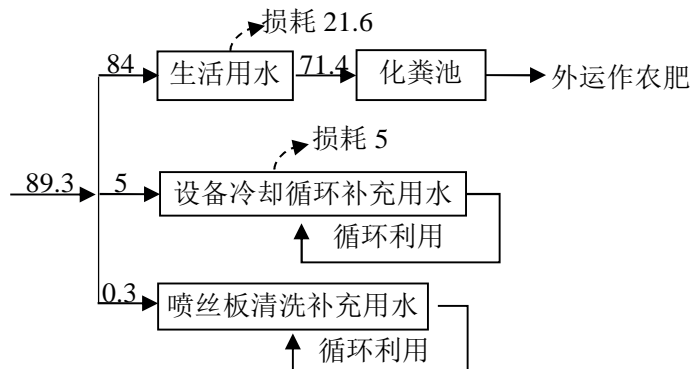 损耗 21.6
84 生活用水 71.4 化粪池 外运作农肥
损耗 5
89.3 5 设备冷却循环补充用水
循环利用
0.3 喷丝板清洗补充用水
循环利用